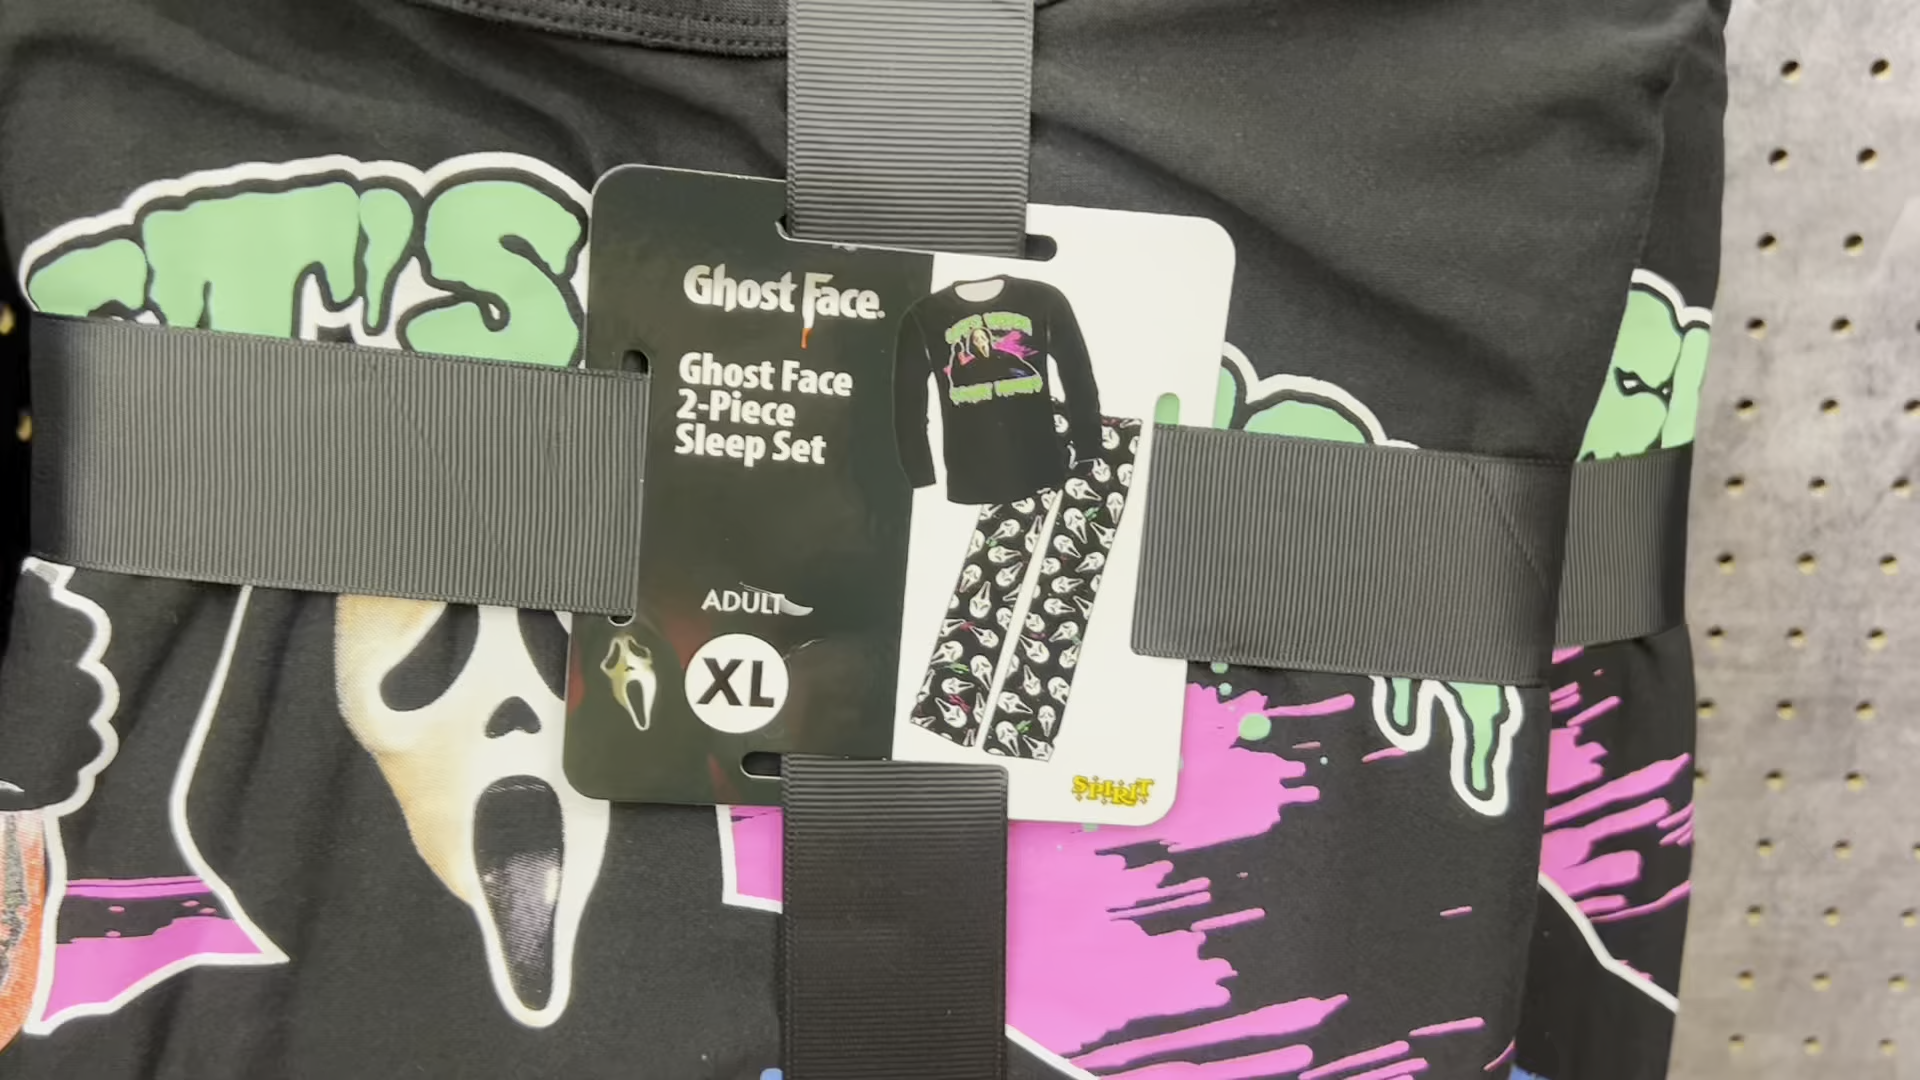 T'S
Ghost Face.
Ghost Face
2-Piece
Sleep Set
ADULT
XL
SPIRIT